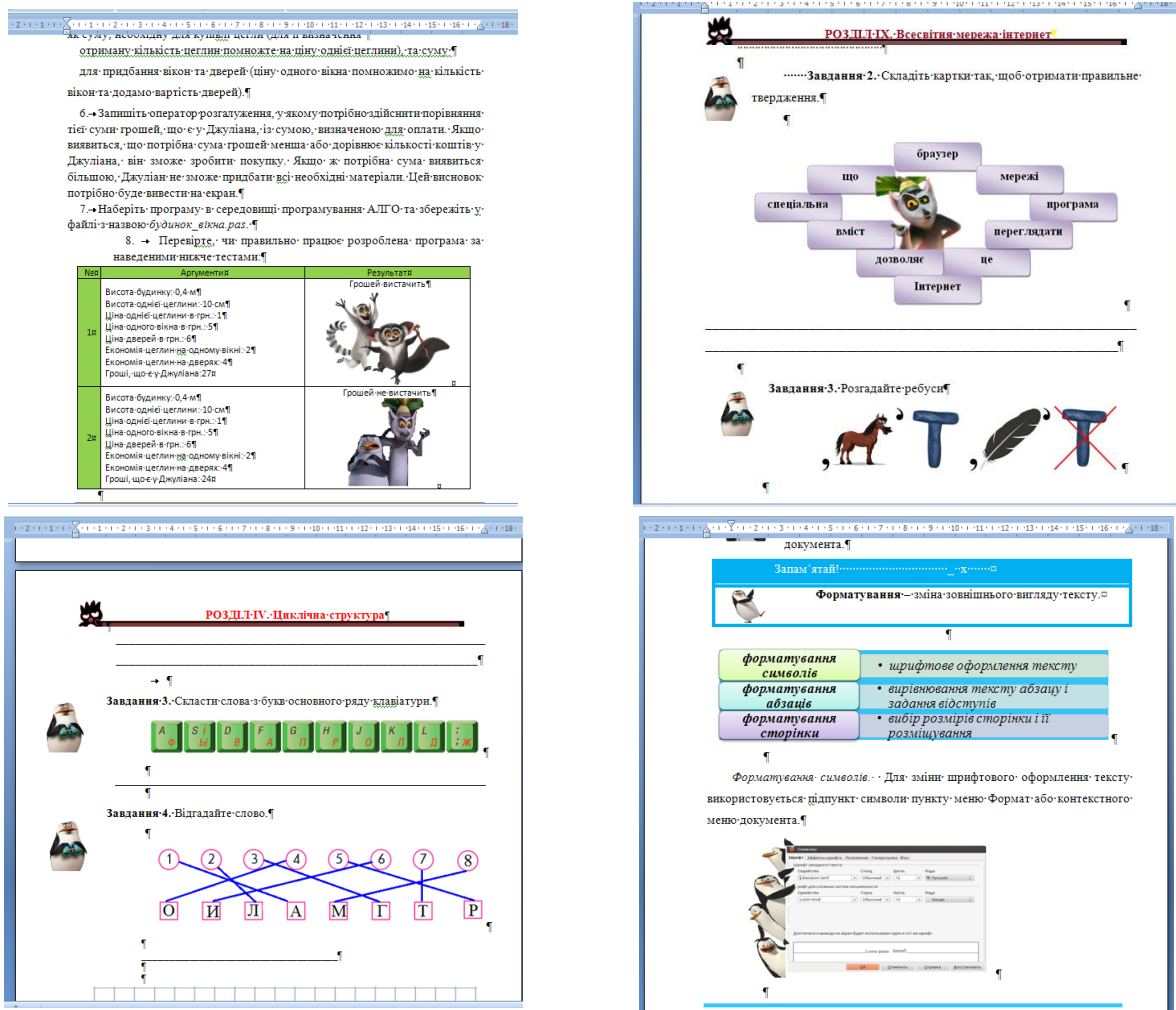 отриману кількість цеглин помножте на ціну однієї цеглини), та суму
для придбання вікон та дверей (ціну одного вікна помножимо на кількість
вікон та додамо вартість дверей).
6. Запишіть оператор розгалуження, у якому потрібно здійснити порівняння
тієї суми грошей, що є у Джуліана, із сумою, визначеною для оплати. Якщо
виявиться, що потрібна сума грошей менша або дорівнює кількості коштів у
Джуліана, він зможе зробити покупку. Якщо ж потрібна сума виявиться
більшою, Джуліан не зможе придбати всі необхідні матеріали. Цей висновок
потрібно буде вивести на екран.
7. Наберіть програму в середовищі програмування АЛГО та збережіть у
файлі з назвою будинок_вікна.pas.
8. Перевірте, чи правильно працює розроблена програма за
наведеними нижче тестами:
№ Аргументи Результат
1
Висота будинку: 0,4 м
Висота однієї цеглини: 10 см
Ціна однієї цеглини в грн.: 1
Ціна одного вікна в грн.: 5
Ціна дверей в грн.: 6
Економія цеглин на одному вікні: 2
Економія цеглин на дверях: 4
Гроші, що є у Джуліана:27
Грошей вистачить
2
Висота будинку: 0,4 м
Висота однієї цеглини: 10 см
Ціна однієї цеглини в грн.: 1
Ціна одного вікна в грн.: 5
Ціна дверей в грн.: 6
Економія цеглин на одному вікні: 2
Економія цеглин на дверях: 4
Гроші, що є у Джуліана: 24
Грошей не вистачить
РОЗДІЛ ІХ. Всесвітня мережа інтернет
Завдання 2. Складіть картки так, щоб отримати правильне
твердження.
браузер
що мережі
спеціальна програма
вміст переглядати
дозволяє це
Інтернет
Завдання 3. Розгадайте ребуси
, ’ Т , ’ Т
РОЗДІЛ IV. Циклічна структура
Завдання 3. Скласти слова з букв основного ряду клавіатури.
A S і D F G H J K L :
Ф Ы В А П Р О Л Д ; Ж
Завдання 4. Відгадайте слово.
1 2 3 4 5 6 7 8
О И Л А М Г Т Р
документа.
Запам’ятай! _ х
Форматування – зміна зовнішнього вигляду тексту.
форматування символів
• шрифтове оформлення тексту
форматування абзаців
• вирівнювання тексту абзацу і
задання відступів
форматування сторінки
• вибір розмірів сторінки і її
розміщування
Форматування символів. Для зміни шрифтового оформлення тексту
використовується підпункт символи пункту меню Формат або контекстного
меню документа.